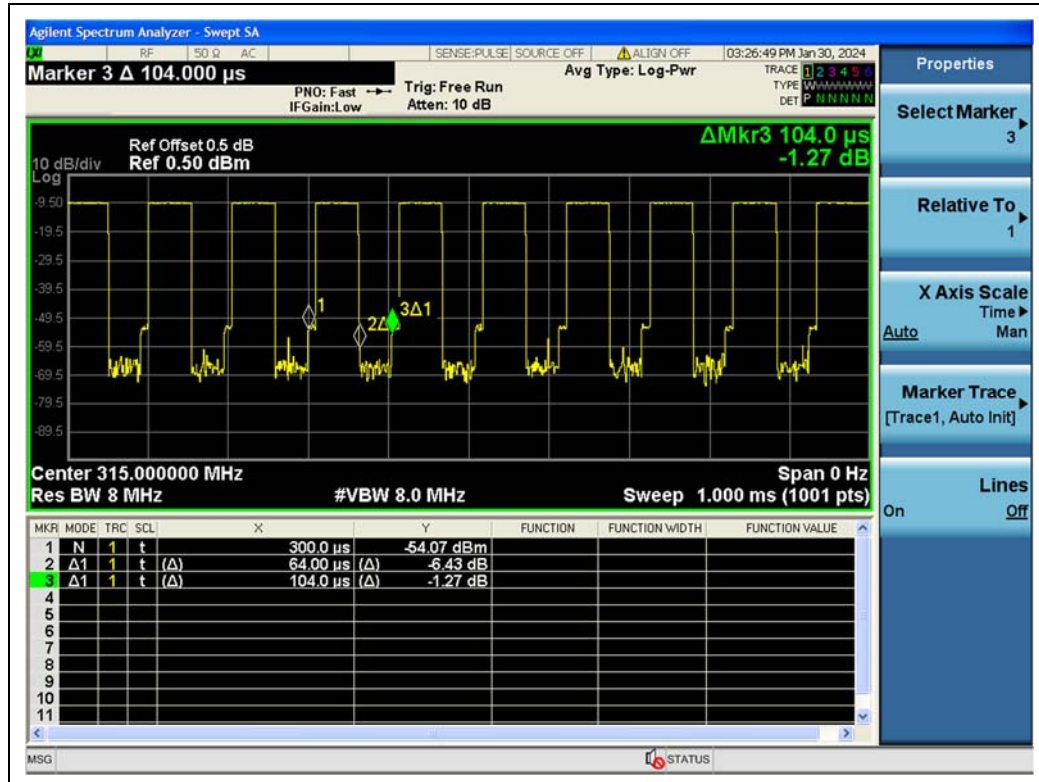 Agilent Spectrum Analyzer - Swept SA
LXI RF 50 Ω AC SENSE:PULSE SOURCE OFF ALIGN OFF 03:26:49 PM Jan 30, 2024
Marker 3 Δ 104.000 µs
PNO: Fast
IFGain:Low
Trig: Free Run
Atten: 10 dB
Avg Type: Log-Pwr
TRACE 1 2 3 4 5 6
TYPE W
DET P N N N N N
ΔMkr3 104.0 µs
-1.27 dB
Ref Offset 0.5 dB
10 dB/div Ref 0.50 dBm
Log
-9.50
-19.5
-29.5
-39.5
-49.5
-59.5
-69.5
-79.5
-89.5
1
2Δ
3Δ1
Center 315.000000 MHz Span 0 Hz
Res BW 8 MHz #VBW 8.0 MHz Sweep 1.000 ms (1001 pts)
MKR MODE TRC SCL X Y FUNCTION FUNCTION WIDTH FUNCTION VALUE
1 N 1 t 300.0 µs -54.07 dBm
2 Δ1 1 t (Δ) 64.00 µs (Δ) -6.43 dB
3 Δ1 1 t (Δ) 104.0 µs (Δ) -1.27 dB
4
5
6
7
8
9
10
11
MSG STATUS
Properties
Select Marker
3
Relative To
1
X Axis Scale
Time
Auto Man
Marker Trace
[Trace1, Auto Init]
Lines
On Off